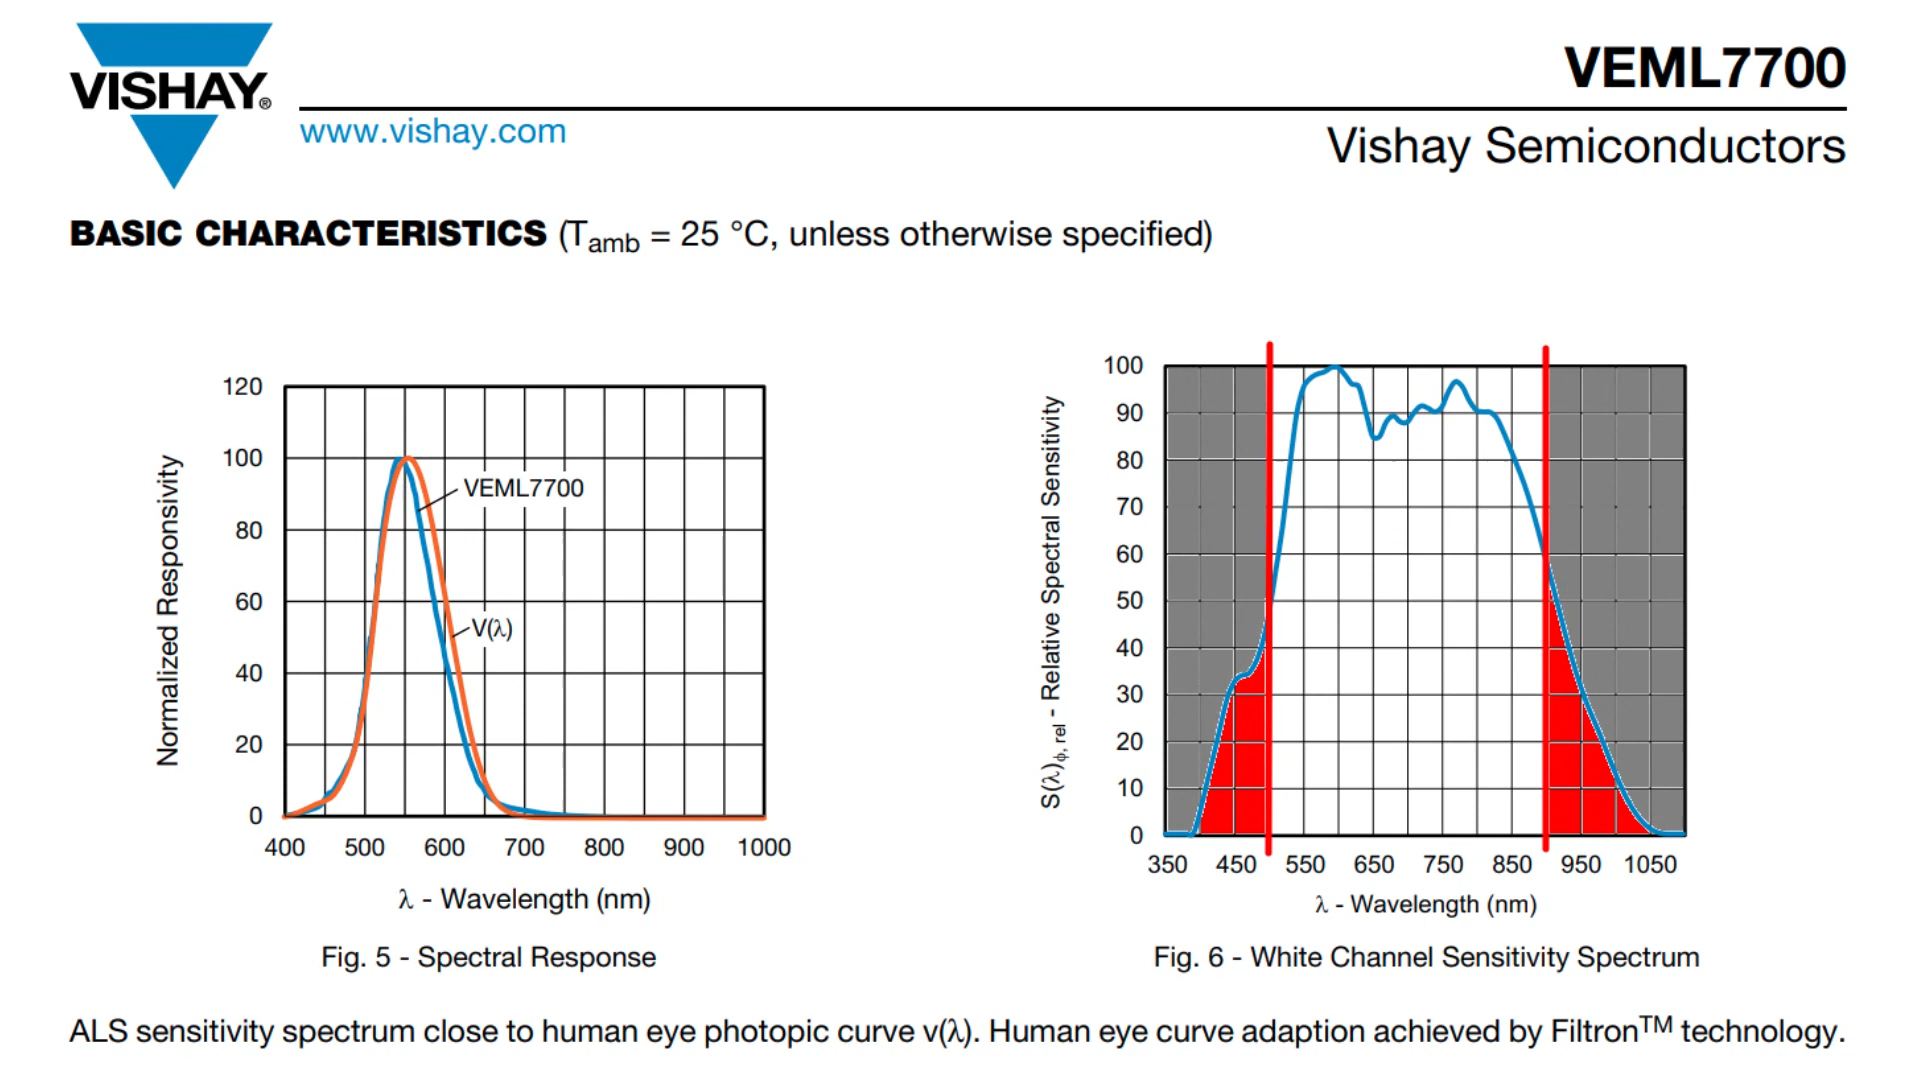 VISHAY®
www.vishay.com
VEML7700
Vishay Semiconductors
BASIC CHARACTERISTICS (Tamb = 25 °C, unless otherwise specified)
Normalized Responsivity
120
100
80
60
40
20
0
VEML7700
V(λ)
400 500 600 700 800 900 1000
λ - Wavelength (nm)
Fig. 5 - Spectral Response
S(λ)ϕ, rel - Relative Spectral Sensitivity
100
90
80
70
60
50
40
30
20
10
0
350 450 550 650 750 850 950 1050
λ - Wavelength (nm)
Fig. 6 - White Channel Sensitivity Spectrum
ALS sensitivity spectrum close to human eye photopic curve v(λ). Human eye curve adaption achieved by Filtron™ technology.